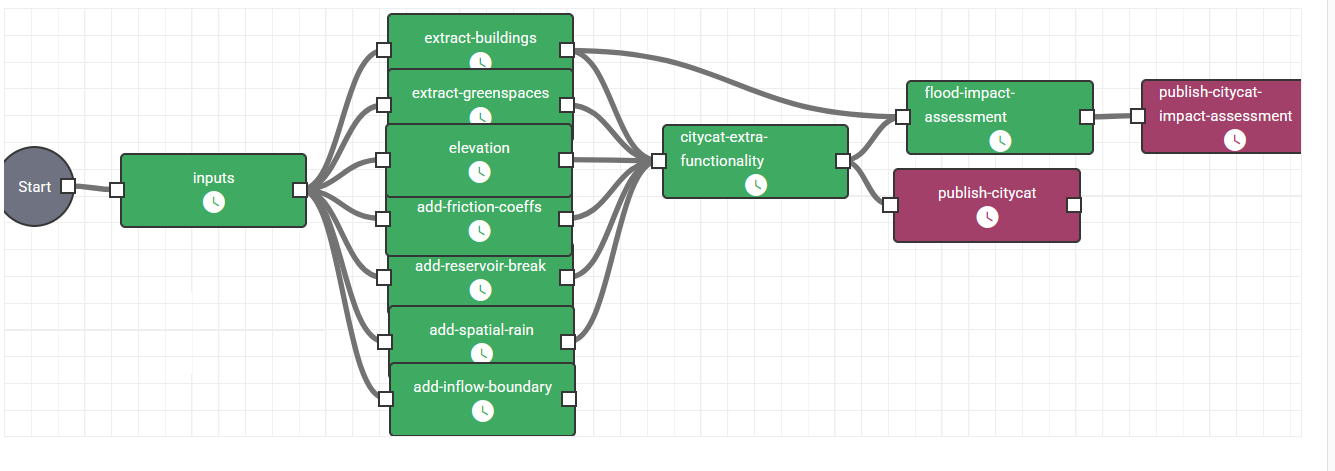 Start
inputs
extract-buildings
extract-greenspaces
elevation
add-friction-coeffs
add-reservoir-break
add-spatial-rain
add-inflow-boundary
citycat-extra-
functionality
flood-impact-
assessment
publish-citycat
publish-citycat-
impact-assessment